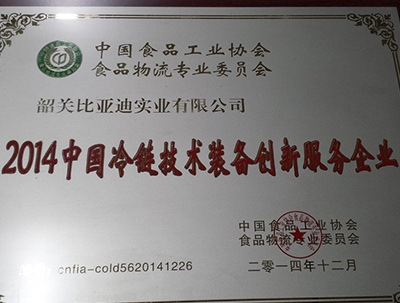 中国食品工业协会
食品物流专业委员会
韶关比亚迪实业有限公司
2014中国冷链技术装备创新服务企业
中国食品工业协会
食品物流专业委员会
cnfia-cold5620141226
二零一四年十二月